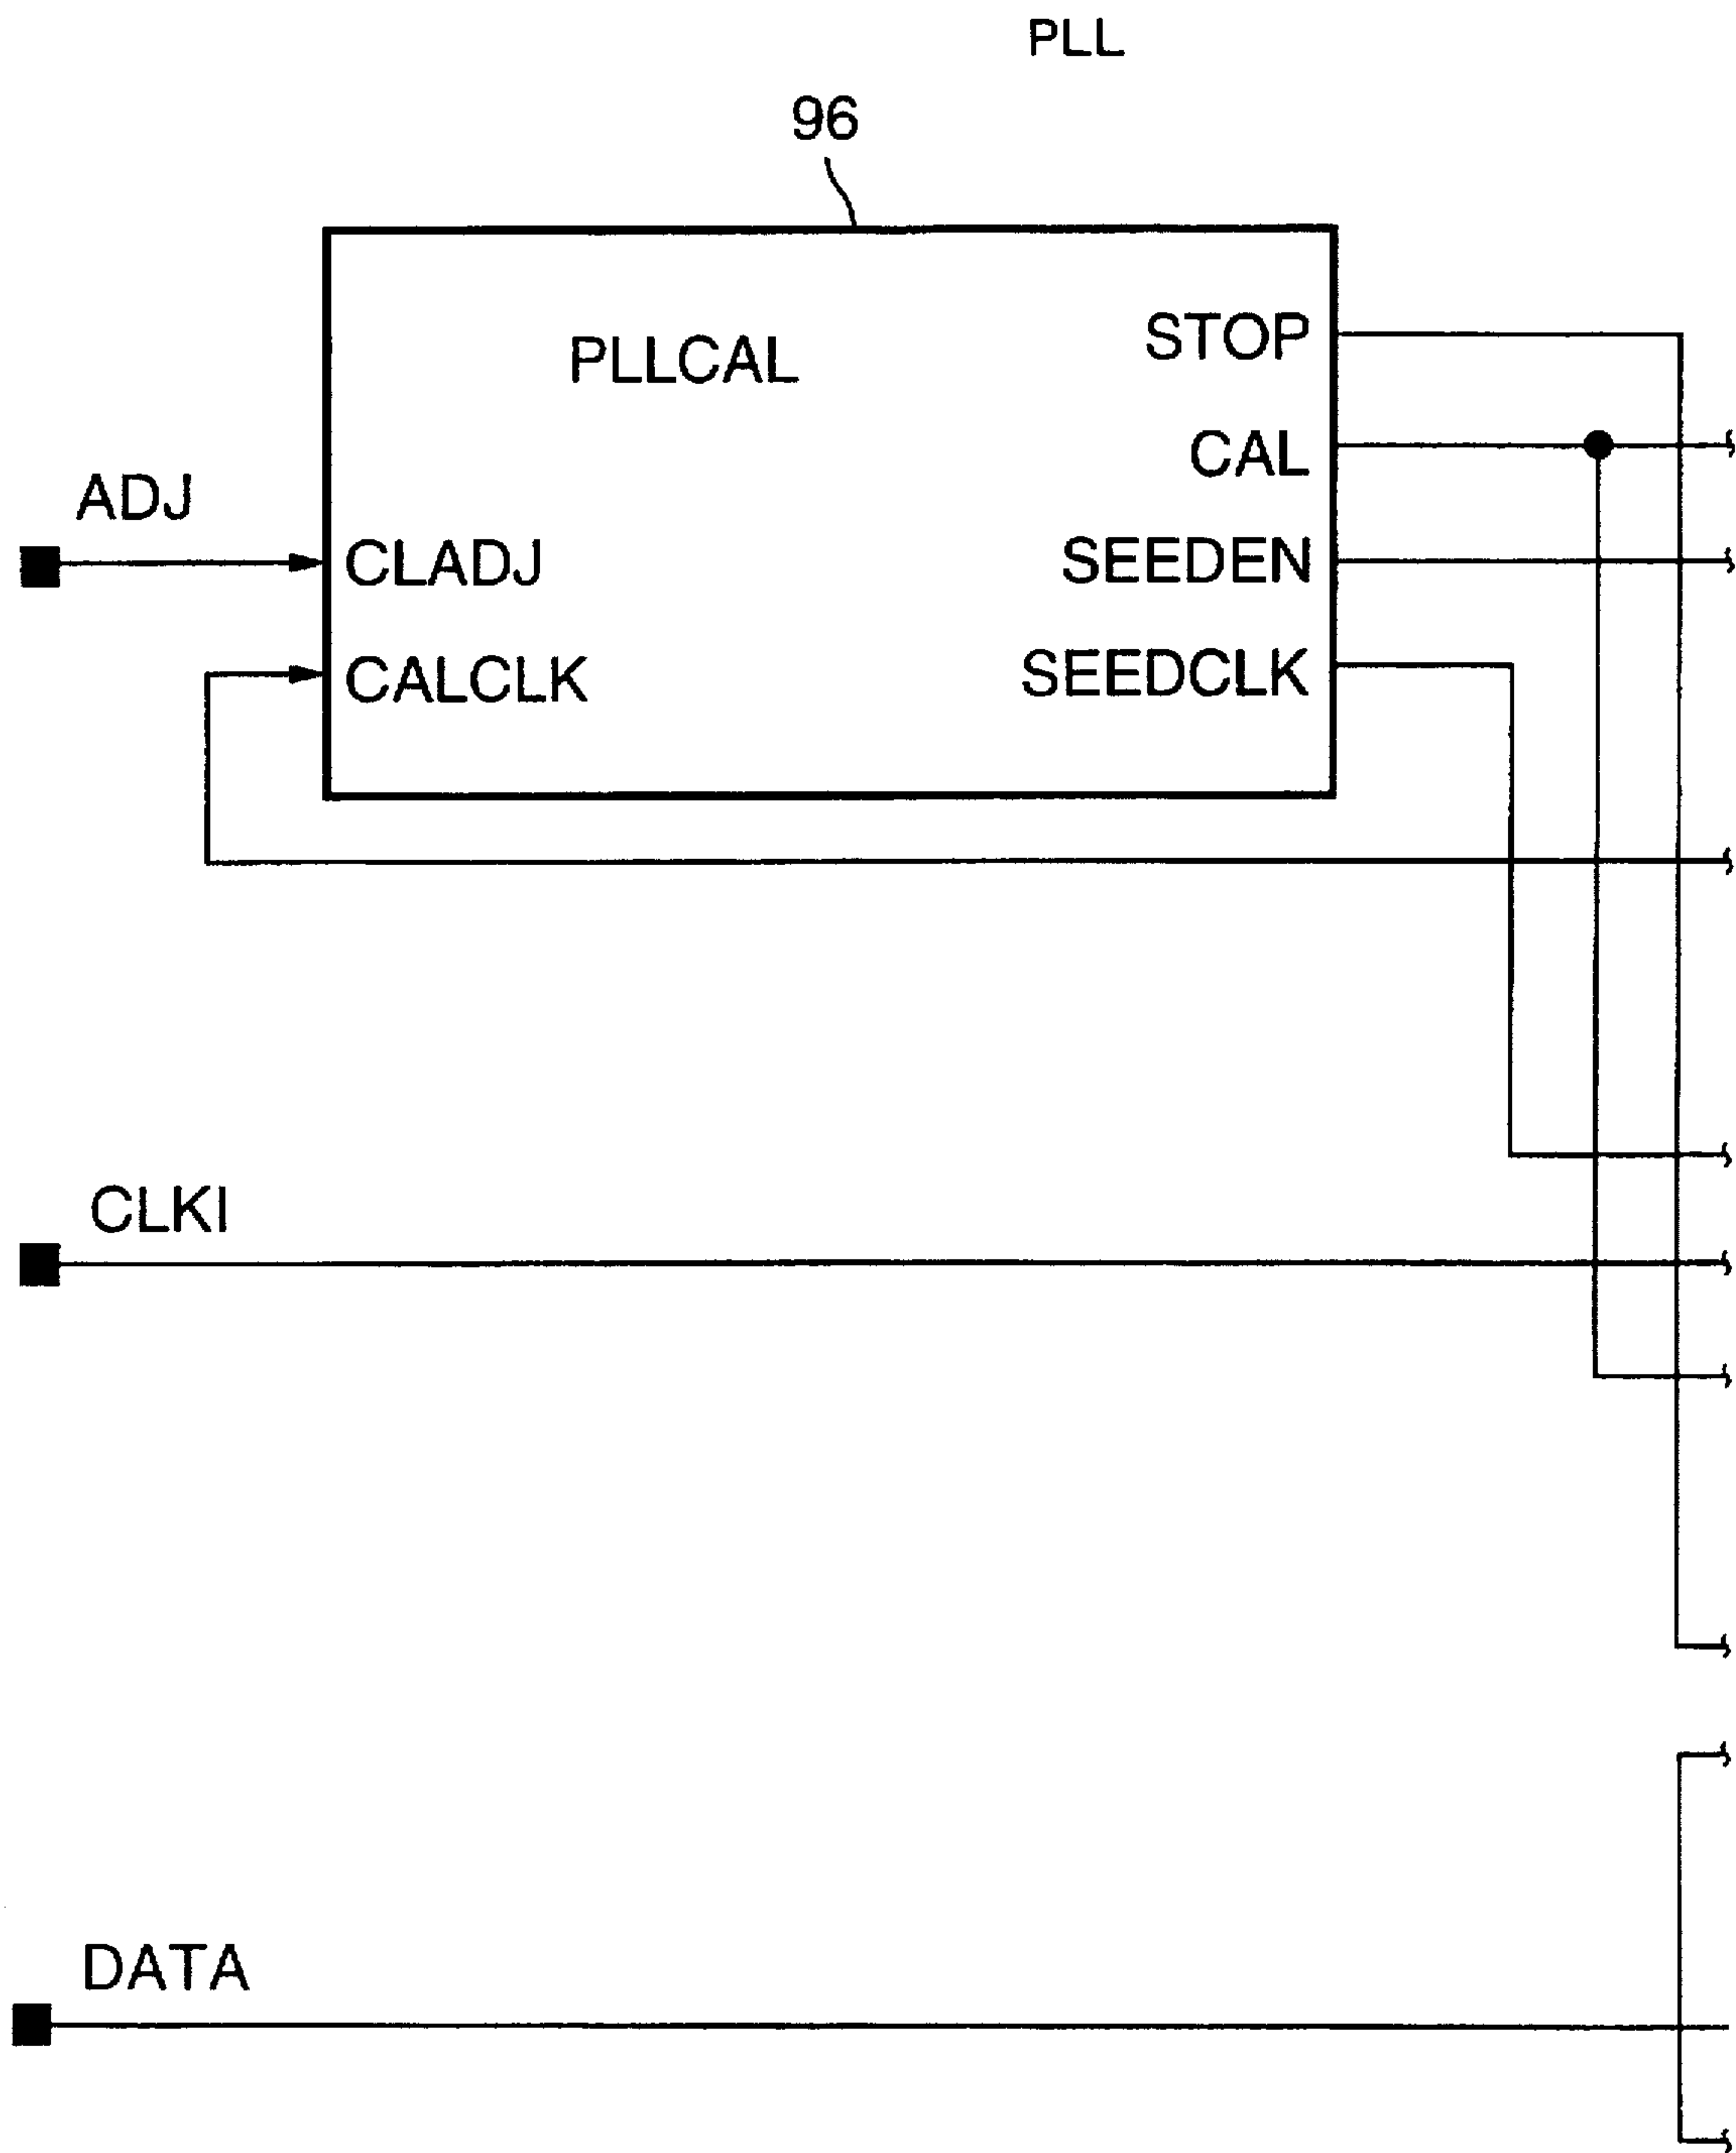 PLL
96
PLLCAL
STOP
CAL
ADJ
CLADJ
SEEDEN
CALCLK
SEEDCLK
CLKI
DATA